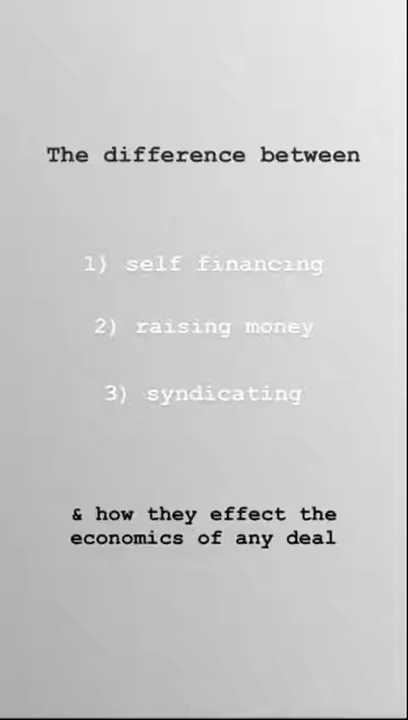 The difference between
1) self financing
2) raising money
3) syndicating
& how they effect the
economics of any deal